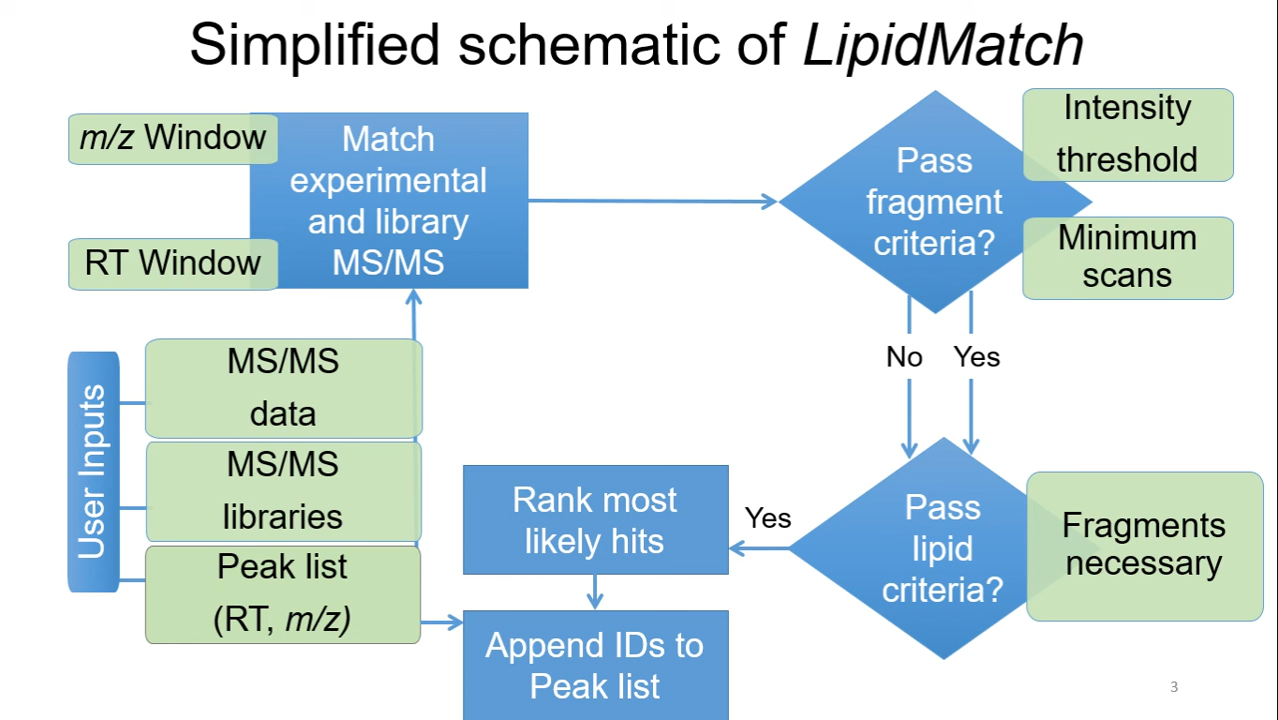 Simplified schematic of LipidMatch
m/z Window
RT Window
Match
experimental
and library
MS/MS
Pass
fragment
criteria?
Intensity
threshold
Minimum
scans
No
Yes
User Inputs
MS/MS
data
MS/MS
libraries
Peak list
(RT, m/z)
Rank most
likely hits
Yes
Pass
lipid
criteria?
Fragments
necessary
Append IDs to
Peak list
3